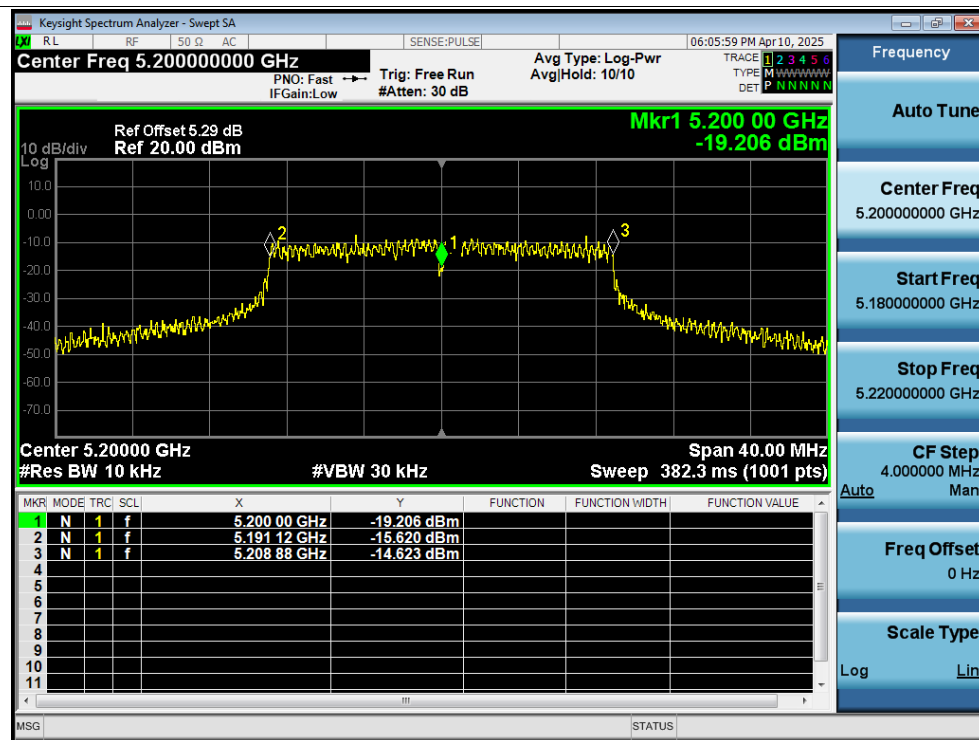 Keysight Spectrum Analyzer - Swept SA
LXI RL RF 50 Ω AC SENSE:PULSE 06:05:59 PM Apr 10, 2025
Center Freq 5.200000000 GHz
PNO: Fast
IFGain:Low
Trig: Free Run
#Atten: 30 dB
Avg Type: Log-Pwr
Avg|Hold: 10/10
TRACE 1 2 3 4 5 6
TYPE M WWWWW
DET P N N N N N
Ref Offset 5.29 dB
Ref 20.00 dBm
10 dB/div
Log
Mkr1 5.200 00 GHz
-19.206 dBm
10.0
0.00
-10.0
-20.0
-30.0
-40.0
-50.0
-60.0
-70.0
2
1
3
Center 5.20000 GHz Span 40.00 MHz
#Res BW 10 kHz #VBW 30 kHz Sweep 382.3 ms (1001 pts)
MKR MODE TRC SCL X Y FUNCTION FUNCTION WIDTH FUNCTION VALUE
1 N 1 f 5.200 00 GHz -19.206 dBm
2 N 1 f 5.191 12 GHz -15.620 dBm
3 N 1 f 5.208 88 GHz -14.623 dBm
4
5
6
7
8
9
10
11
MSG STATUS
Frequency
Auto Tune
Center Freq
5.200000000 GHz
Start Freq
5.180000000 GHz
Stop Freq
5.220000000 GHz
CF Step
4.000000 MHz
Auto Man
Freq Offset
0 Hz
Scale Type
Log Lin